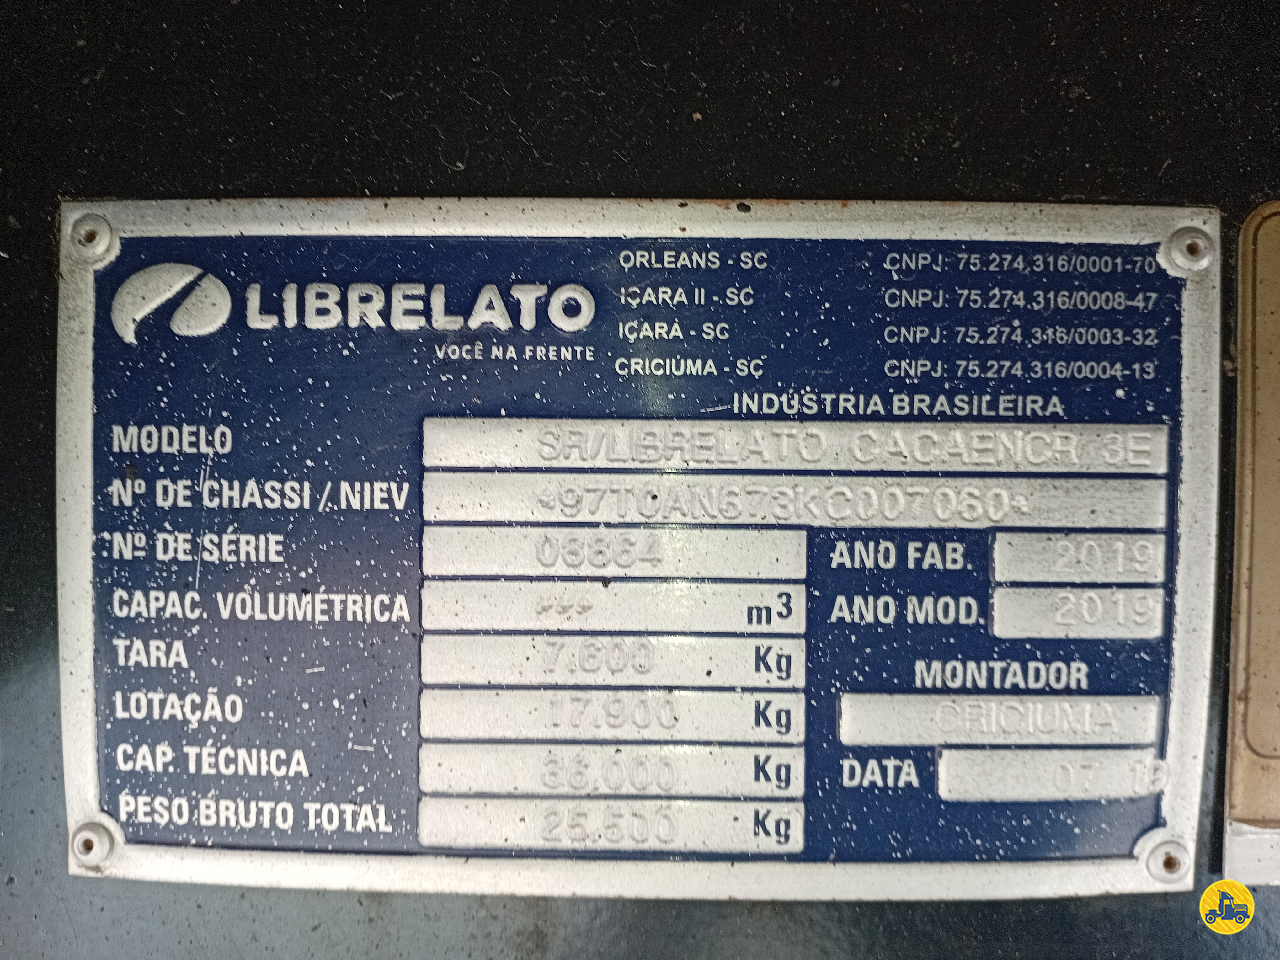 LIBRELATO
VOCÊ NA FRENTE
ORLEANS - SC CNPJ: 75.274.316/0001-70
IÇARA II - SC CNPJ: 75.274.316/0008-47
IÇARA - SC CNPJ: 75.274.316/0003-32
CRICIÚMA - SC CNPJ: 75.274.316/0004-13
INDÚSTRIA BRASILEIRA
MODELO SR/LIBRELATO CACAENCR 3E
Nº DE CHASSI / NIEV *97T0AN673KC007060*
Nº DE SÉRIE ANO FAB. 2019
CAPAC. VOLUMÉTRICA *** m3 ANO MOD. 2019
TARA 7.600 Kg
MONTADOR
LOTAÇÃO 17.900 Kg CRICIUMA
CAP. TÉCNICA Kg DATA 07
PESO BRUTO TOTAL 25.500 Kg